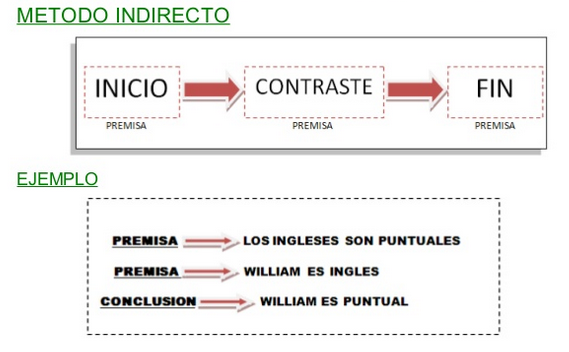 METODO INDIRECTO
INICIO CONTRASTE FIN
PREMISA PREMISA PREMISA
EJEMPLO
PREMISA LOS INGLESES SON PUNTUALES
PREMISA WILLIAM ES INGLES
CONCLUSION WILLIAM ES PUNTUAL